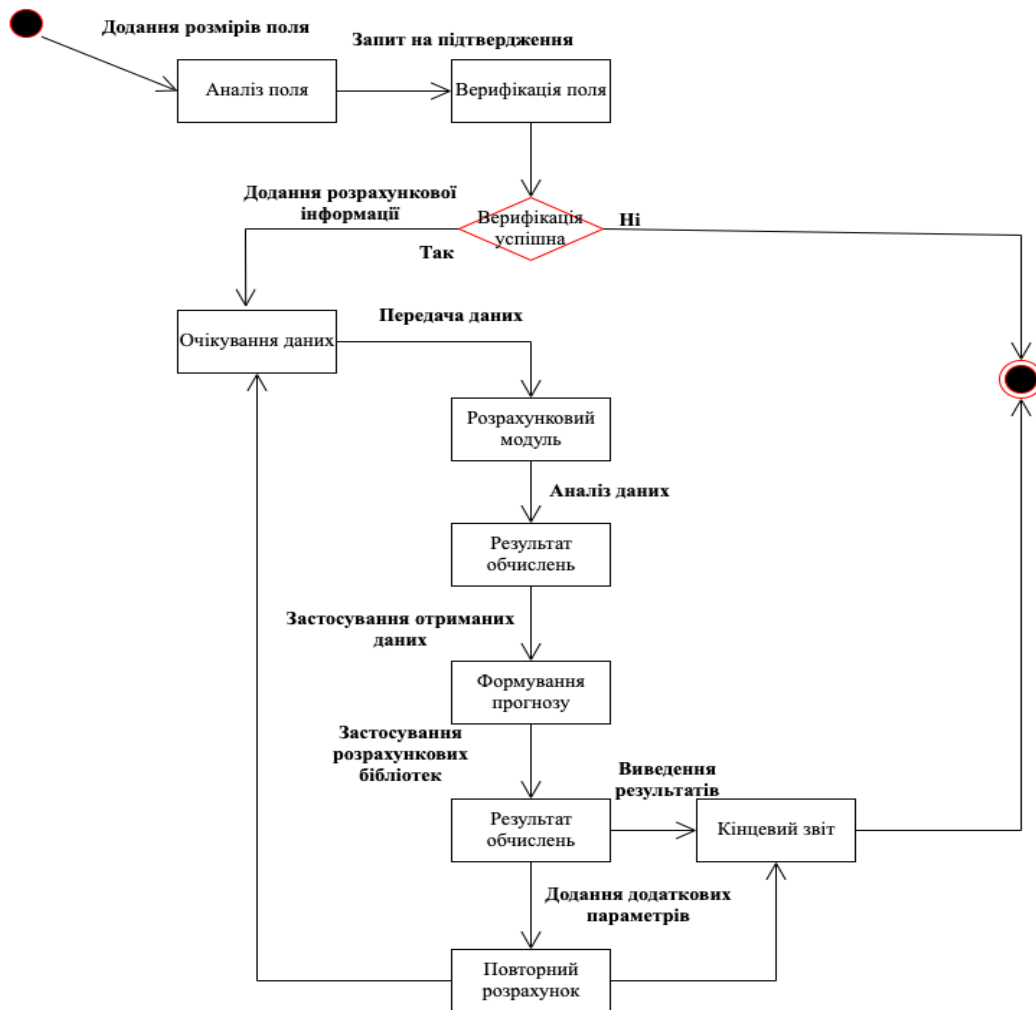 Додання розмірів поля
Запит на підтвердження
Аналіз поля
Верифікація поля
Додання розрахункової
інформації
Верифікація
успішна
Ні
Так
Передача даних
Очікування даних
Розрахунковий
модуль
Аналіз даних
Результат
обчислень
Застосування отриманих
даних
Формування
прогнозу
Застосування
розрахункових
бібліотек
Виведення
результатів
Результат
обчислень
Кінцевий звіт
Додання додаткових
параметрів
Повторний
розрахунок